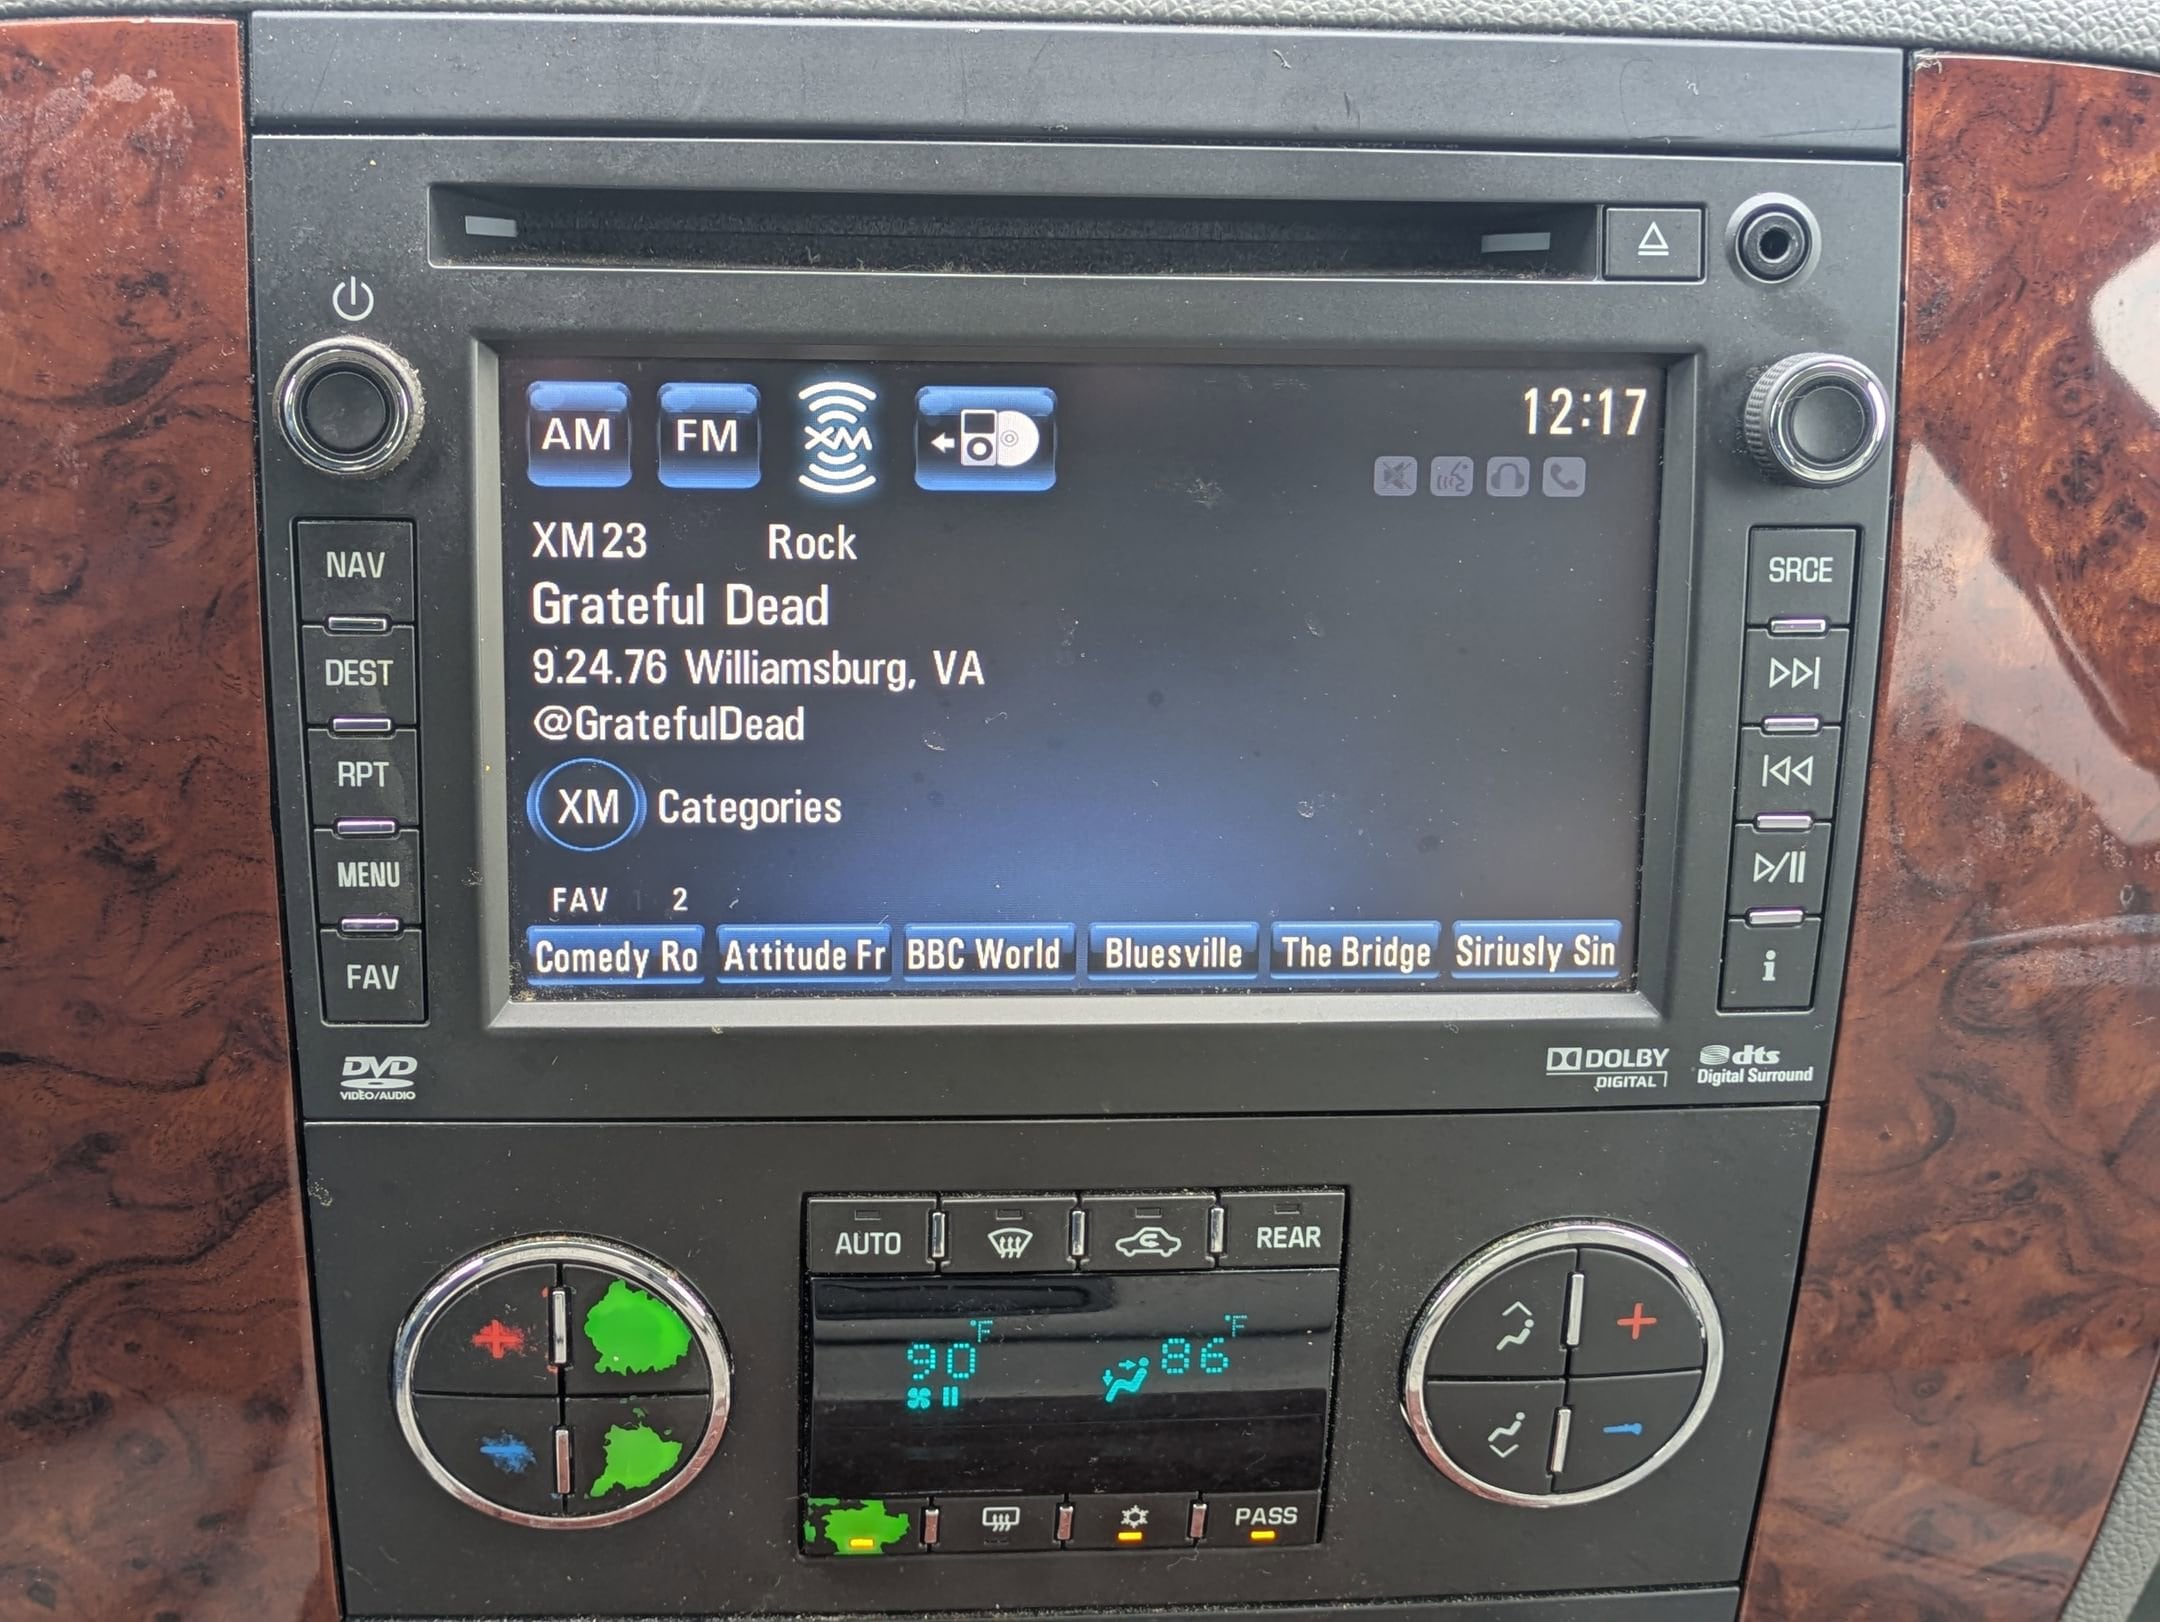 AM FM XM 12:17
XM23 Rock
Grateful Dead
9.24.76 Williamsburg, VA
@GratefulDead
XM Categories
FAV 2
Comedy Ro Attitude Fr BBC World Bluesville The Bridge Siriusly Sin
NAV
DEST
RPT
MENU
FAV
SRCE
i
DVD
VIDEO/AUDIO
DOLBY
DIGITAL
dts
Digital Surround
AUTO REAR
90 °F 86 °F
PASS